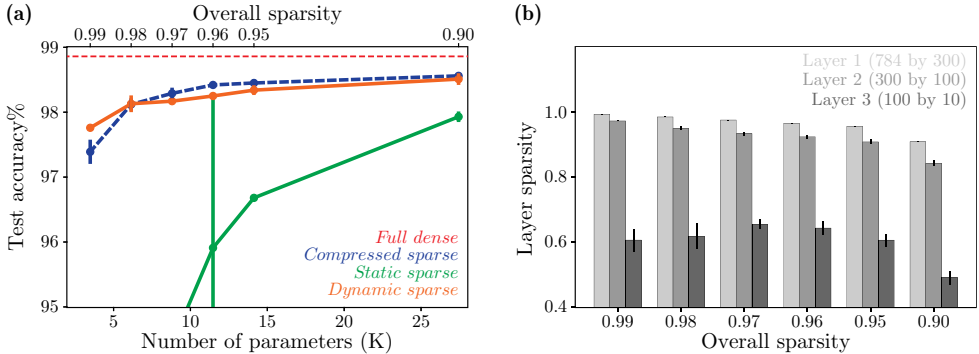 (a)
Overall sparsity
0.99 0.98 0.97 0.96 0.95 0.90
99
98
97
96
95
Test accuracy%
Full dense
Compressed sparse
Static sparse
Dynamic sparse
5 10 15 20 25
Number of parameters (K)
(b)
Layer 1 (784 by 300)
Layer 2 (300 by 100)
Layer 3 (100 by 10)
1.0
0.8
0.6
0.4
Layer sparsity
0.99 0.98 0.97 0.96 0.95 0.90
Overall sparsity